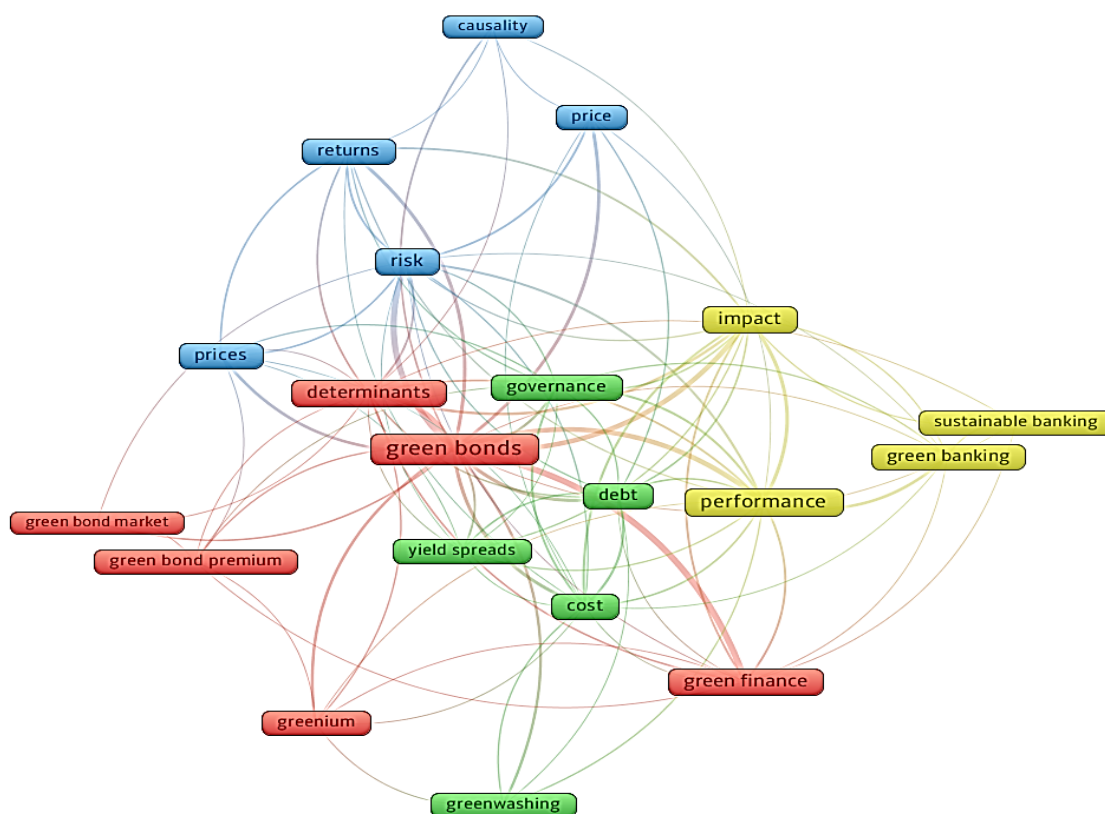 causality
price
returns
risk
impact
prices
determinants
governance
sustainable banking
green bonds
green banking
debt
performance
green bond market
yield spreads
green bond premium
cost
green finance
greenium
greenwashing